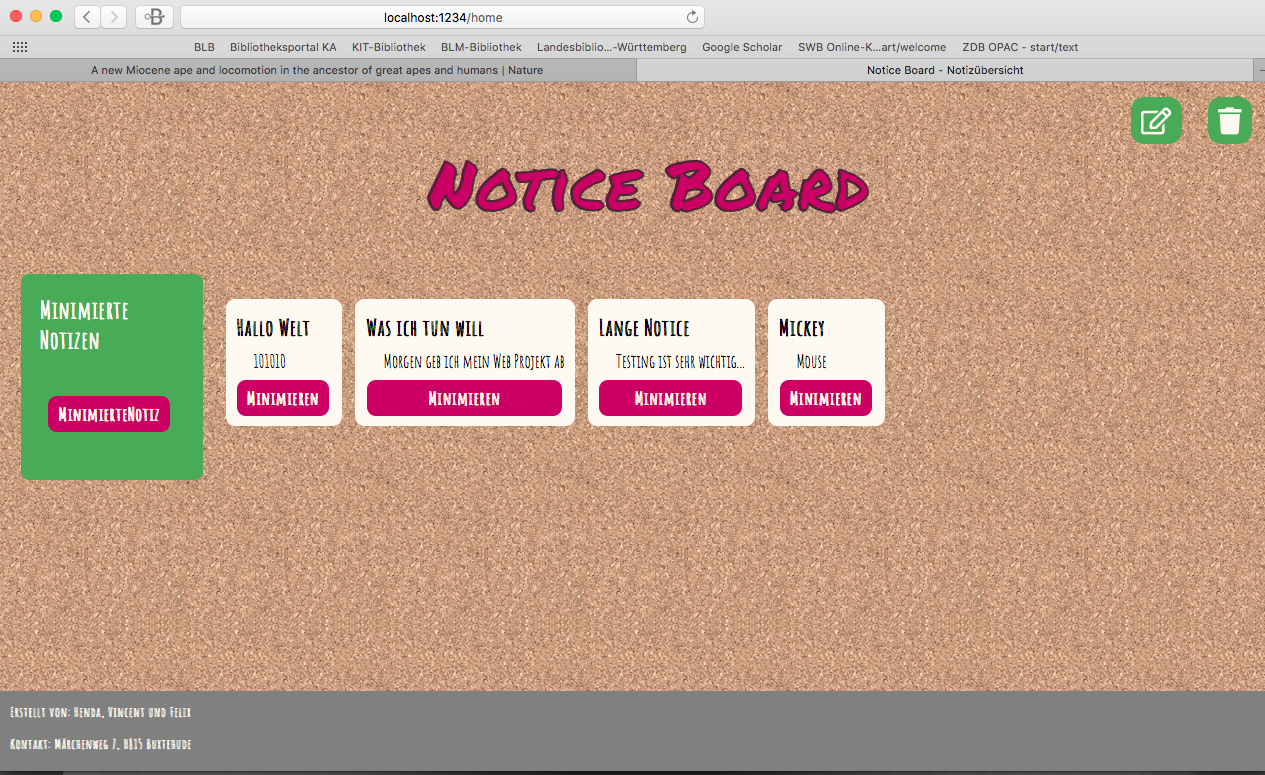 localhost:1234/home
BLB Bibliotheksportal KA KIT-Bibliothek BLM-Bibliothek Landesbiblio...-Württemberg Google Scholar SWB Online-K...art/welcome ZDB OPAC - start/text
A new Miocene ape and locomotion in the ancestor of great apes and humans | Nature
Notice Board - Notizübersicht
Notice Board
Minimierte
Notizen
MinimierteNotiz
Hallo Welt
101010
Minimieren
Was ich tun will
Morgen geb ich mein Web Projekt ab
Minimieren
Lange Notice
Testing ist sehr wichtig...
Minimieren
Mickey
Mouse
Minimieren
Erstellt von: Henda, Vincent und Felix
Kontakt: Märchenweg 7, 0815 Buxtehude